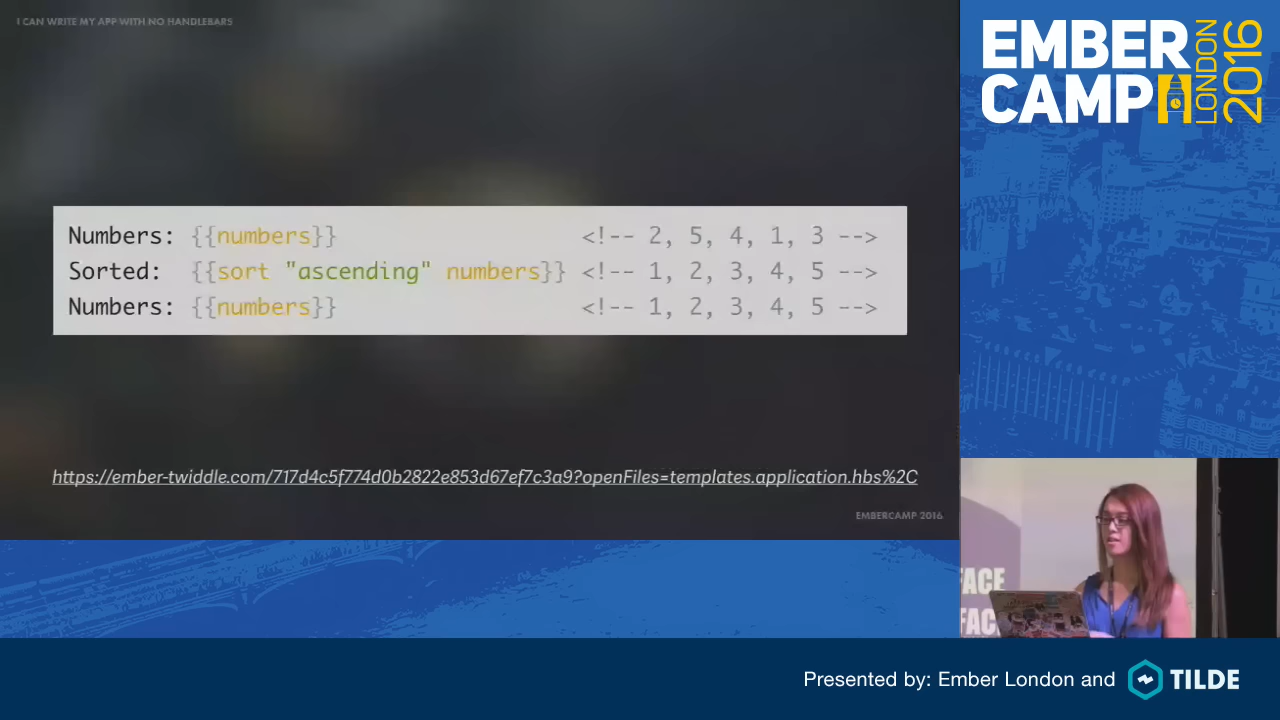 I CAN WRITE MY APP WITH NO HANDLEBARS
Numbers: {{numbers}} <!-- 2, 5, 4, 1, 3 -->
Sorted: {{sort "ascending" numbers}} <!-- 1, 2, 3, 4, 5 -->
Numbers: {{numbers}} <!-- 1, 2, 3, 4, 5 -->
https://ember-twiddle.com/717d4c5f774d0b2822e853d67ef7c3a9?openFiles=templates.application.hbs%2C
EMBERCAMP 2016
EMBER
CAMP
LONDON
2016
FACE
FACE
Presented by: Ember London and TILDE